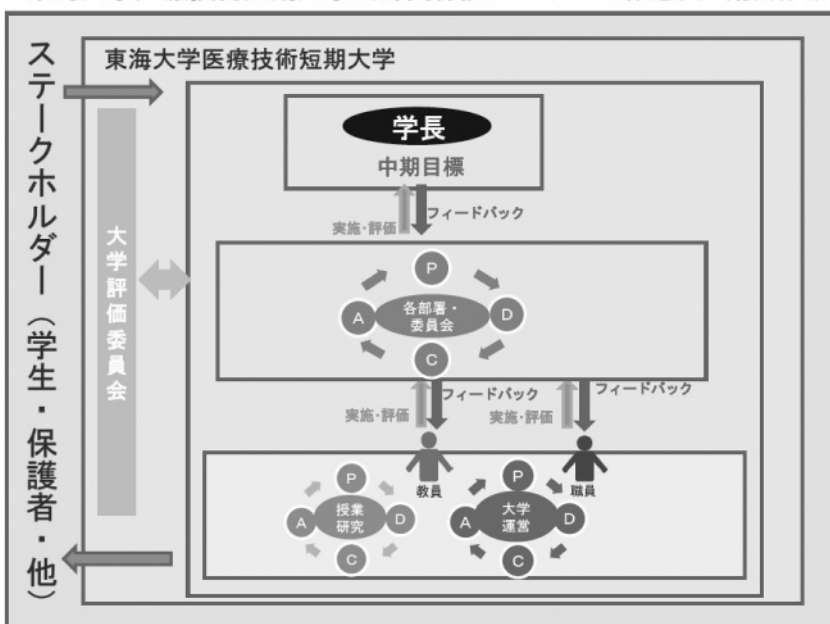 ステークホルダー（学生・保護者・他）
東海大学医療技術短期大学
大学評価委員会
学長
中期目標
実施・評価
フィードバック
P
A
各部署・
委員会
D
C
実施・評価
フィードバック
実施・評価
フィードバック
教員
職員
P
A
授業
研究
D
C
P
A
大学
運営
D
C